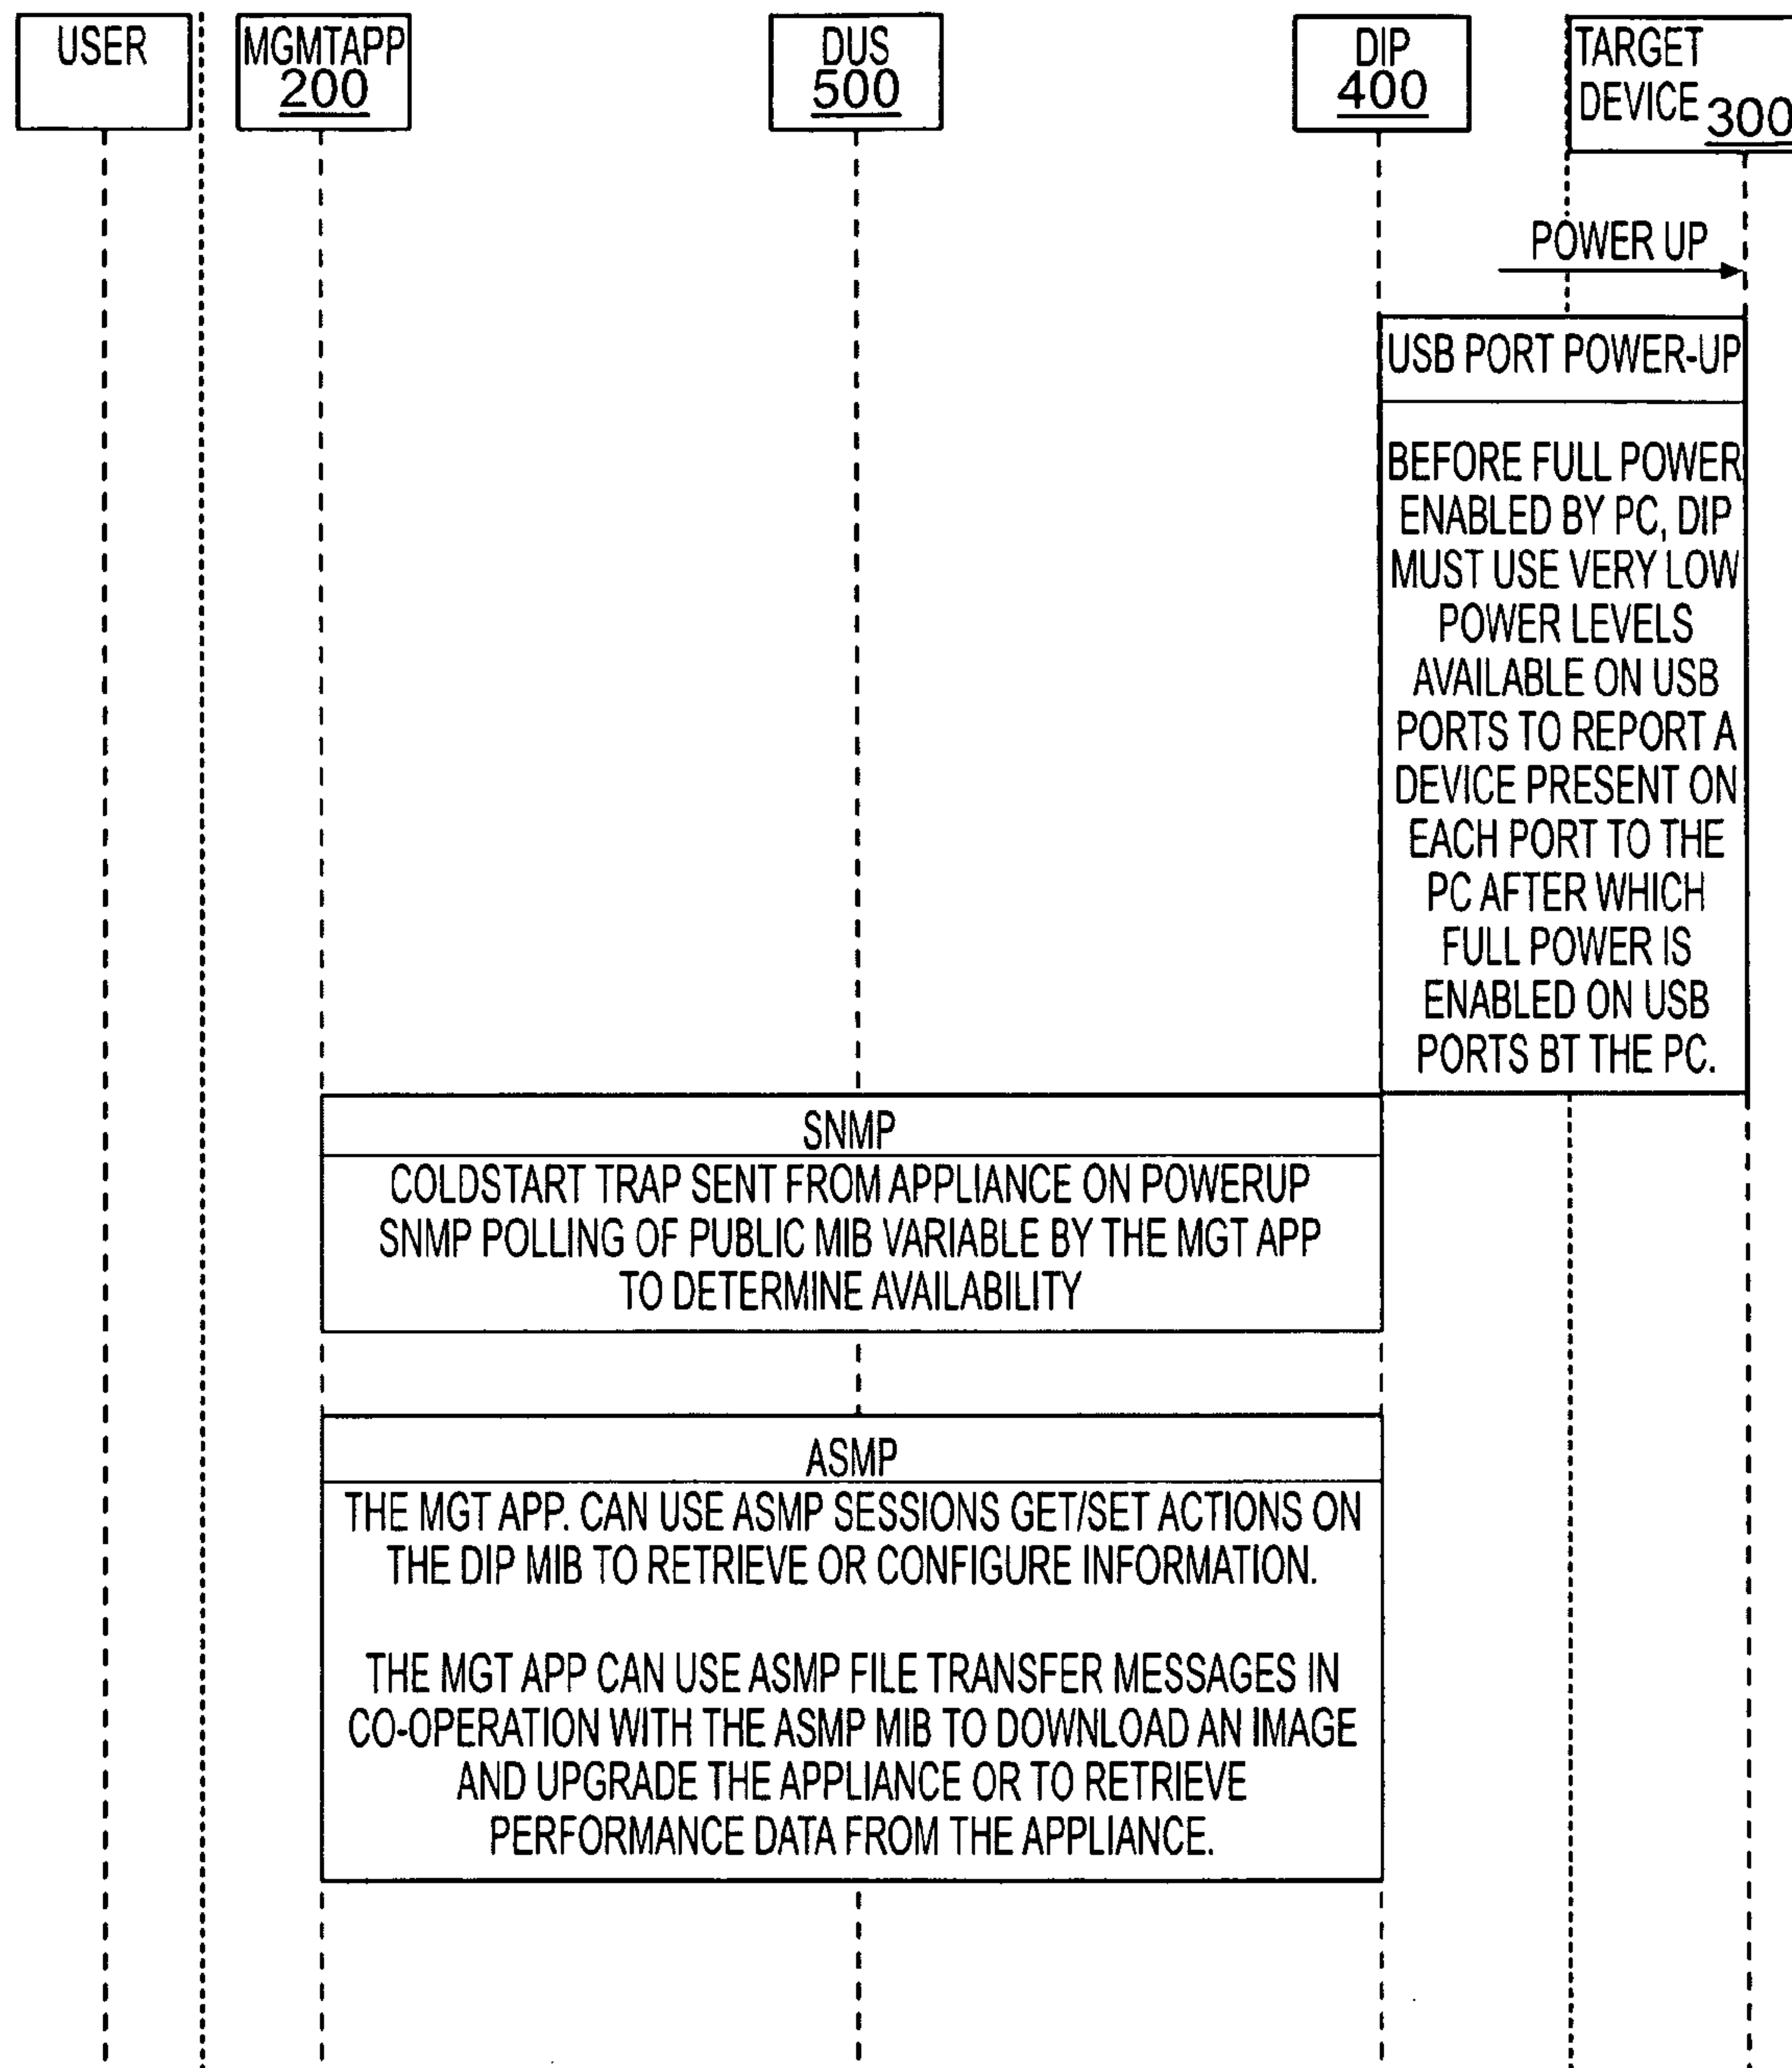 USER
MGMTAPP
200
DUS
500
DIP
400
TARGET
DEVICE 300
POWER UP
USB PORT POWER-UP
BEFORE FULL POWER
ENABLED BY PC, DIP
MUST USE VERY LOW
POWER LEVELS
AVAILABLE ON USB
PORTS TO REPORT A
DEVICE PRESENT ON
EACH PORT TO THE
PC AFTER WHICH
FULL POWER IS
ENABLED ON USB
PORTS BT THE PC.
SNMP
COLDSTART TRAP SENT FROM APPLIANCE ON POWERUP
SNMP POLLING OF PUBLIC MIB VARIABLE BY THE MGT APP
TO DETERMINE AVAILABILITY
ASMP
THE MGT APP. CAN USE ASMP SESSIONS GET/SET ACTIONS ON
THE DIP MIB TO RETRIEVE OR CONFIGURE INFORMATION.
THE MGT APP CAN USE ASMP FILE TRANSFER MESSAGES IN
CO-OPERATION WITH THE ASMP MIB TO DOWNLOAD AN IMAGE
AND UPGRADE THE APPLIANCE OR TO RETRIEVE
PERFORMANCE DATA FROM THE APPLIANCE.